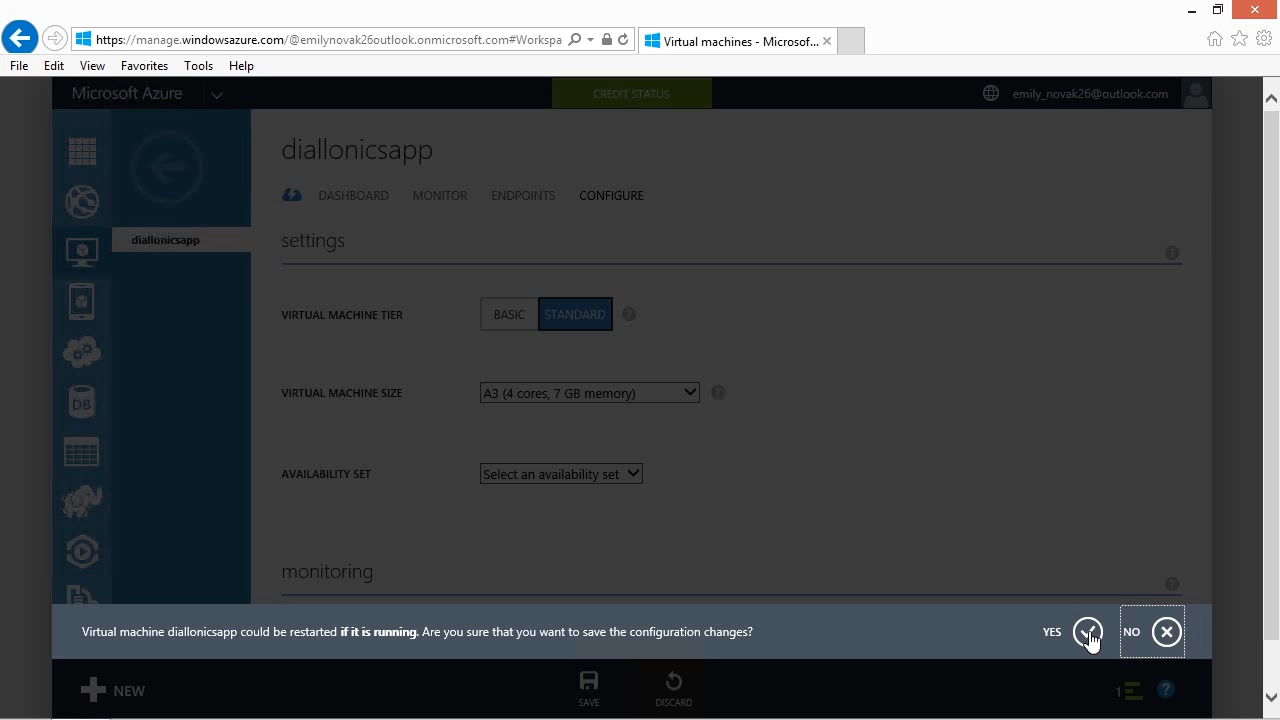 https://manage.windowsazure.com/@emilynovak26outlook.onmicrosoft.com#Workspa
Virtual machines - Microsof...
File Edit View Favorites Tools Help
Microsoft Azure
CREDIT STATUS
emily_novak26@outlook.com
diallonicsapp
DASHBOARD MONITOR ENDPOINTS CONFIGURE
diallonicsapp
settings
?
VIRTUAL MACHINE TIER
BASIC STANDARD ?
VIRTUAL MACHINE SIZE
A3 (4 cores, 7 GB memory) ?
DB
AVAILABILITY SET
Select an availability set
monitoring
?
Virtual machine diallonicsapp could be restarted if it is running. Are you sure that you want to save the configuration changes?
YES NO
NEW
SAVE
DISCARD
1
?